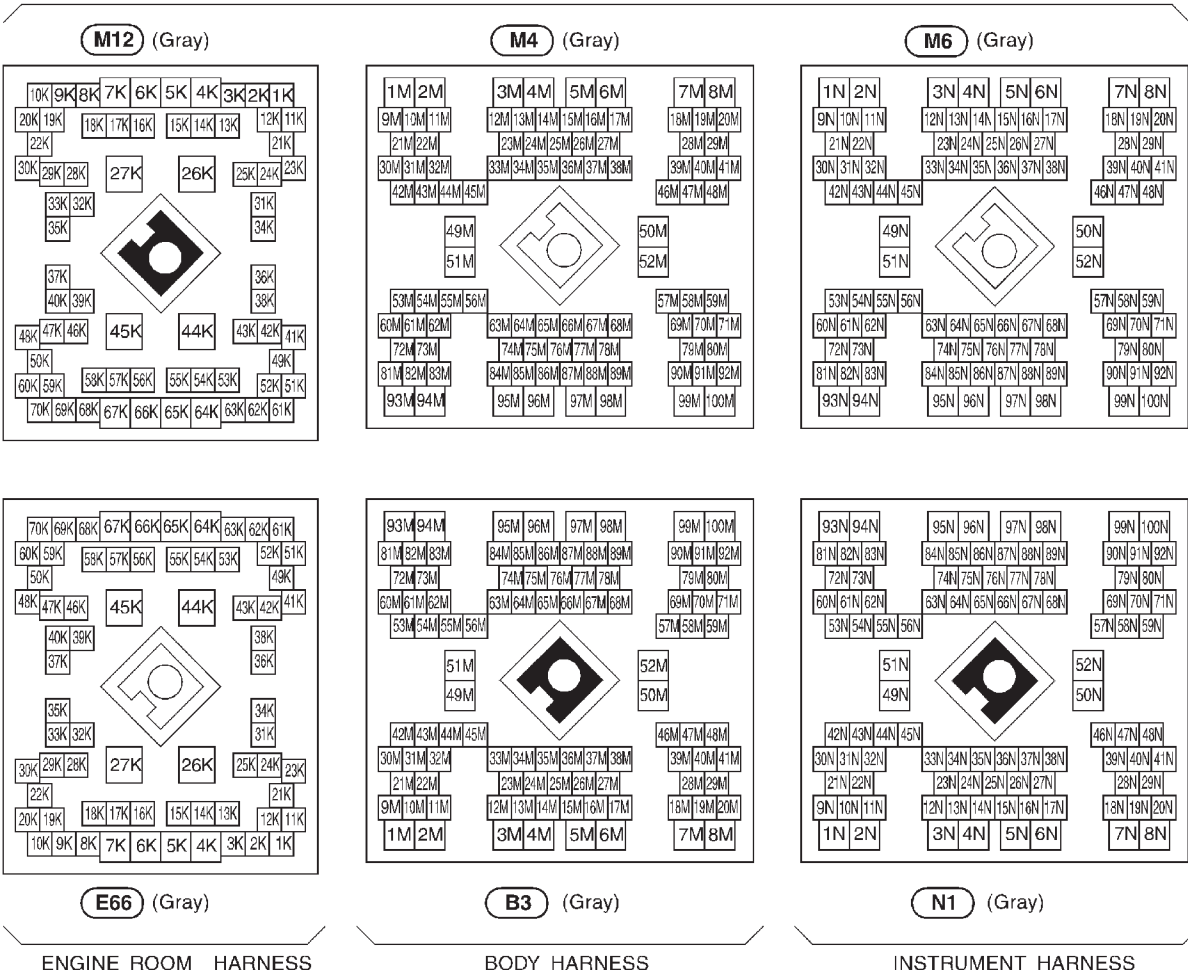 M12 (Gray)
10K 9K 8K 7K 6K 5K 4K 3K 2K 1K
20K 19K 18K 17K 16K 15K 14K 13K 12K 11K
22K 21K
30K 29K 28K 27K 26K 25K 24K 23K
33K 32K 31K
35K 34K
37K 36K
40K 39K 38K
48K 47K 46K 45K 44K 43K 42K 41K
50K 49K
60K 59K 58K 57K 56K 55K 54K 53K 52K 51K
70K 69K 68K 67K 66K 65K 64K 63K 62K 61K
M4 (Gray)
1M 2M 3M 4M 5M 6M 7M 8M
9M 10M 11M 12M 13M 14M 15M 16M 17M 18M 19M 20M
21M 22M 23M 24M 25M 26M 27M 28M 29M
30M 31M 32M 33M 34M 35M 36M 37M 38M 39M 40M 41M
42M 43M 44M 45M 46M 47M 48M
49M 50M
51M 52M
53M 54M 55M 56M 57M 58M 59M
60M 61M 62M 63M 64M 65M 66M 67M 68M 69M 70M 71M
72M 73M 74M 75M 76M 77M 78M 79M 80M
81M 82M 83M 84M 85M 86M 87M 88M 89M 90M 91M 92M
93M 94M 95M 96M 97M 98M 99M 100M
M6 (Gray)
1N 2N 3N 4N 5N 6N 7N 8N
9N 10N 11N 12N 13N 14N 15N 16N 17N 18N 19N 20N
21N 22N 23N 24N 25N 26N 27N 28N 29N
30N 31N 32N 33N 34N 35N 36N 37N 38N 39N 40N 41N
42N 43N 44N 45N 46N 47N 48N
49N 50N
51N 52N
53N 54N 55N 56N 57N 58N 59N
60N 61N 62N 63N 64N 65N 66N 67N 68N 69N 70N 71N
72N 73N 74N 75N 76N 77N 78N 79N 80N
81N 82N 83N 84N 85N 86N 87N 88N 89N 90N 91N 92N
93N 94N 95N 96N 97N 98N 99N 100N
70K 69K 68K 67K 66K 65K 64K 63K 62K 61K
60K 59K 58K 57K 56K 55K 54K 53K 52K 51K
50K 49K
48K 47K 46K 45K 44K 43K 42K 41K
40K 39K 38K
37K 36K
35K 34K
33K 32K 31K
30K 29K 28K 27K 26K 25K 24K 23K
22K 21K
20K 19K 18K 17K 16K 15K 14K 13K 12K 11K
10K 9K 8K 7K 6K 5K 4K 3K 2K 1K
E66 (Gray)
ENGINE ROOM HARNESS
93M 94M 95M 96M 97M 98M 99M 100M
81M 82M 83M 84M 85M 86M 87M 88M 89M 90M 91M 92M
72M 73M 74M 75M 76M 77M 78M 79M 80M
60M 61M 62M 63M 64M 65M 66M 67M 68M 69M 70M 71M
53M 54M 55M 56M 57M 58M 59M
51M 52M
49M 50M
42M 43M 44M 45M 46M 47M 48M
30M 31M 32M 33M 34M 35M 36M 37M 38M 39M 40M 41M
21M 22M 23M 24M 25M 26M 27M 28M 29M
9M 10M 11M 12M 13M 14M 15M 16M 17M 18M 19M 20M
1M 2M 3M 4M 5M 6M 7M 8M
B3 (Gray)
BODY HARNESS
93N 94N 95N 96N 97N 98N 99N 100N
81N 82N 83N 84N 85N 86N 87N 88N 89N 90N 91N 92N
72N 73N 74N 75N 76N 77N 78N 79N 80N
60N 61N 62N 63N 64N 65N 66N 67N 68N 69N 70N 71N
53N 54N 55N 56N 57N 58N 59N
51N 52N
49N 50N
42N 43N 44N 45N 46N 47N 48N
30N 31N 32N 33N 34N 35N 36N 37N 38N 39N 40N 41N
21N 22N 23N 24N 25N 26N 27N 28N 29N
9N 10N 11N 12N 13N 14N 15N 16N 17N 18N 19N 20N
1N 2N 3N 4N 5N 6N 7N 8N
N1 (Gray)
INSTRUMENT HARNESS